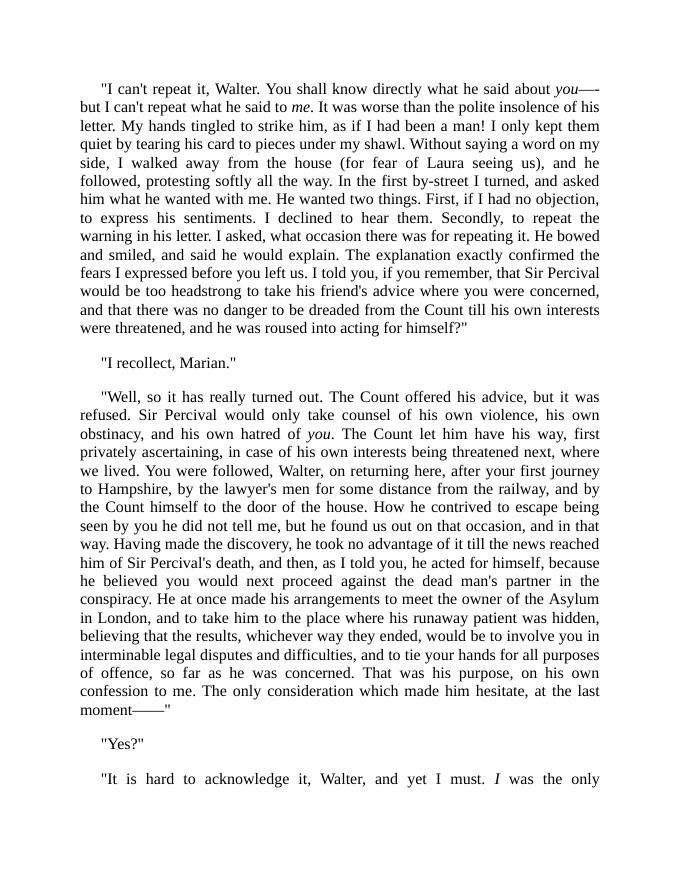 "I can't repeat it, Walter. You shall know directly what he said about you—-
but I can't repeat what he said to me. It was worse than the polite insolence of his
letter. My hands tingled to strike him, as if I had been a man! I only kept them
quiet by tearing his card to pieces under my shawl. Without saying a word on my
side, I walked away from the house (for fear of Laura seeing us), and he
followed, protesting softly all the way. In the first by-street I turned, and asked
him what he wanted with me. He wanted two things. First, if I had no objection,
to express his sentiments. I declined to hear them. Secondly, to repeat the
warning in his letter. I asked, what occasion there was for repeating it. He bowed
and smiled, and said he would explain. The explanation exactly confirmed the
fears I expressed before you left us. I told you, if you remember, that Sir Percival
would be too headstrong to take his friend's advice where you were concerned,
and that there was no danger to be dreaded from the Count till his own interests
were threatened, and he was roused into acting for himself?"
"I recollect, Marian."
"Well, so it has really turned out. The Count offered his advice, but it was
refused. Sir Percival would only take counsel of his own violence, his own
obstinacy, and his own hatred of you. The Count let him have his way, first
privately ascertaining, in case of his own interests being threatened next, where
we lived. You were followed, Walter, on returning here, after your first journey
to Hampshire, by the lawyer's men for some distance from the railway, and by
the Count himself to the door of the house. How he contrived to escape being
seen by you he did not tell me, but he found us out on that occasion, and in that
way. Having made the discovery, he took no advantage of it till the news reached
him of Sir Percival's death, and then, as I told you, he acted for himself, because
he believed you would next proceed against the dead man's partner in the
conspiracy. He at once made his arrangements to meet the owner of the Asylum
in London, and to take him to the place where his runaway patient was hidden,
believing that the results, whichever way they ended, would be to involve you in
interminable legal disputes and difficulties, and to tie your hands for all purposes
of offence, so far as he was concerned. That was his purpose, on his own
confession to me. The only consideration which made him hesitate, at the last
moment——"
"Yes?"
"It is hard to acknowledge it, Walter, and yet I must. I was the only